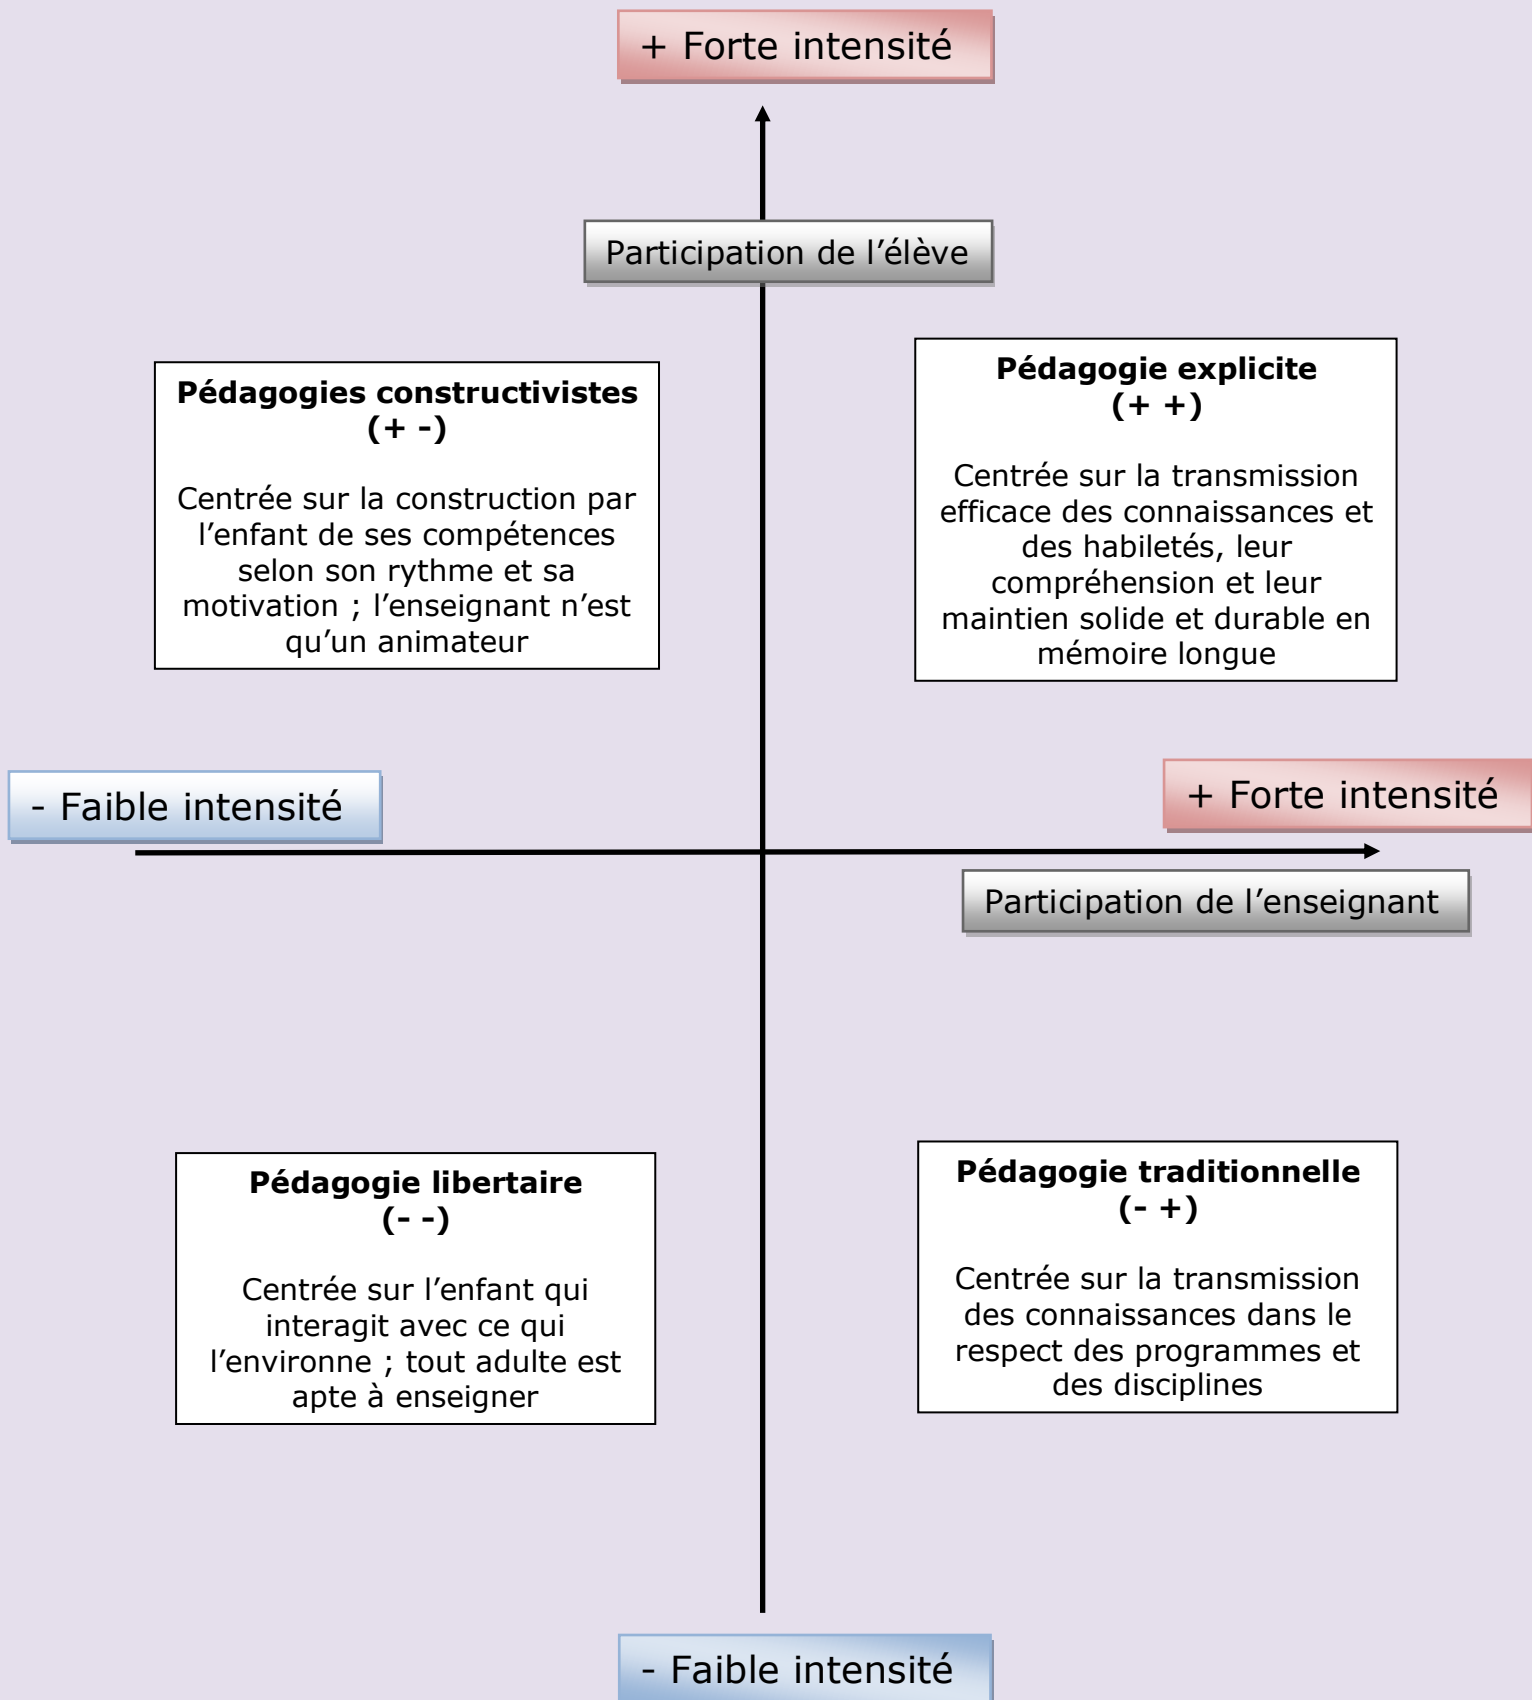 + Forte intensité
Participation de l’élève
Pédagogies constructivistes
(+ -)
Centrée sur la construction par
l’enfant de ses compétences
selon son rythme et sa
motivation ; l’enseignant n’est
qu’un animateur
Pédagogie explicite
(+ +)
Centrée sur la transmission
efficace des connaissances et
des habiletés, leur
compréhension et leur
maintien solide et durable en
mémoire longue
- Faible intensité
+ Forte intensité
Participation de l’enseignant
Pédagogie libertaire
(- -)
Centrée sur l’enfant qui
interagit avec ce qui
l’environne ; tout adulte est
apte à enseigner
Pédagogie traditionnelle
(- +)
Centrée sur la transmission
des connaissances dans le
respect des programmes et
des disciplines
- Faible intensité